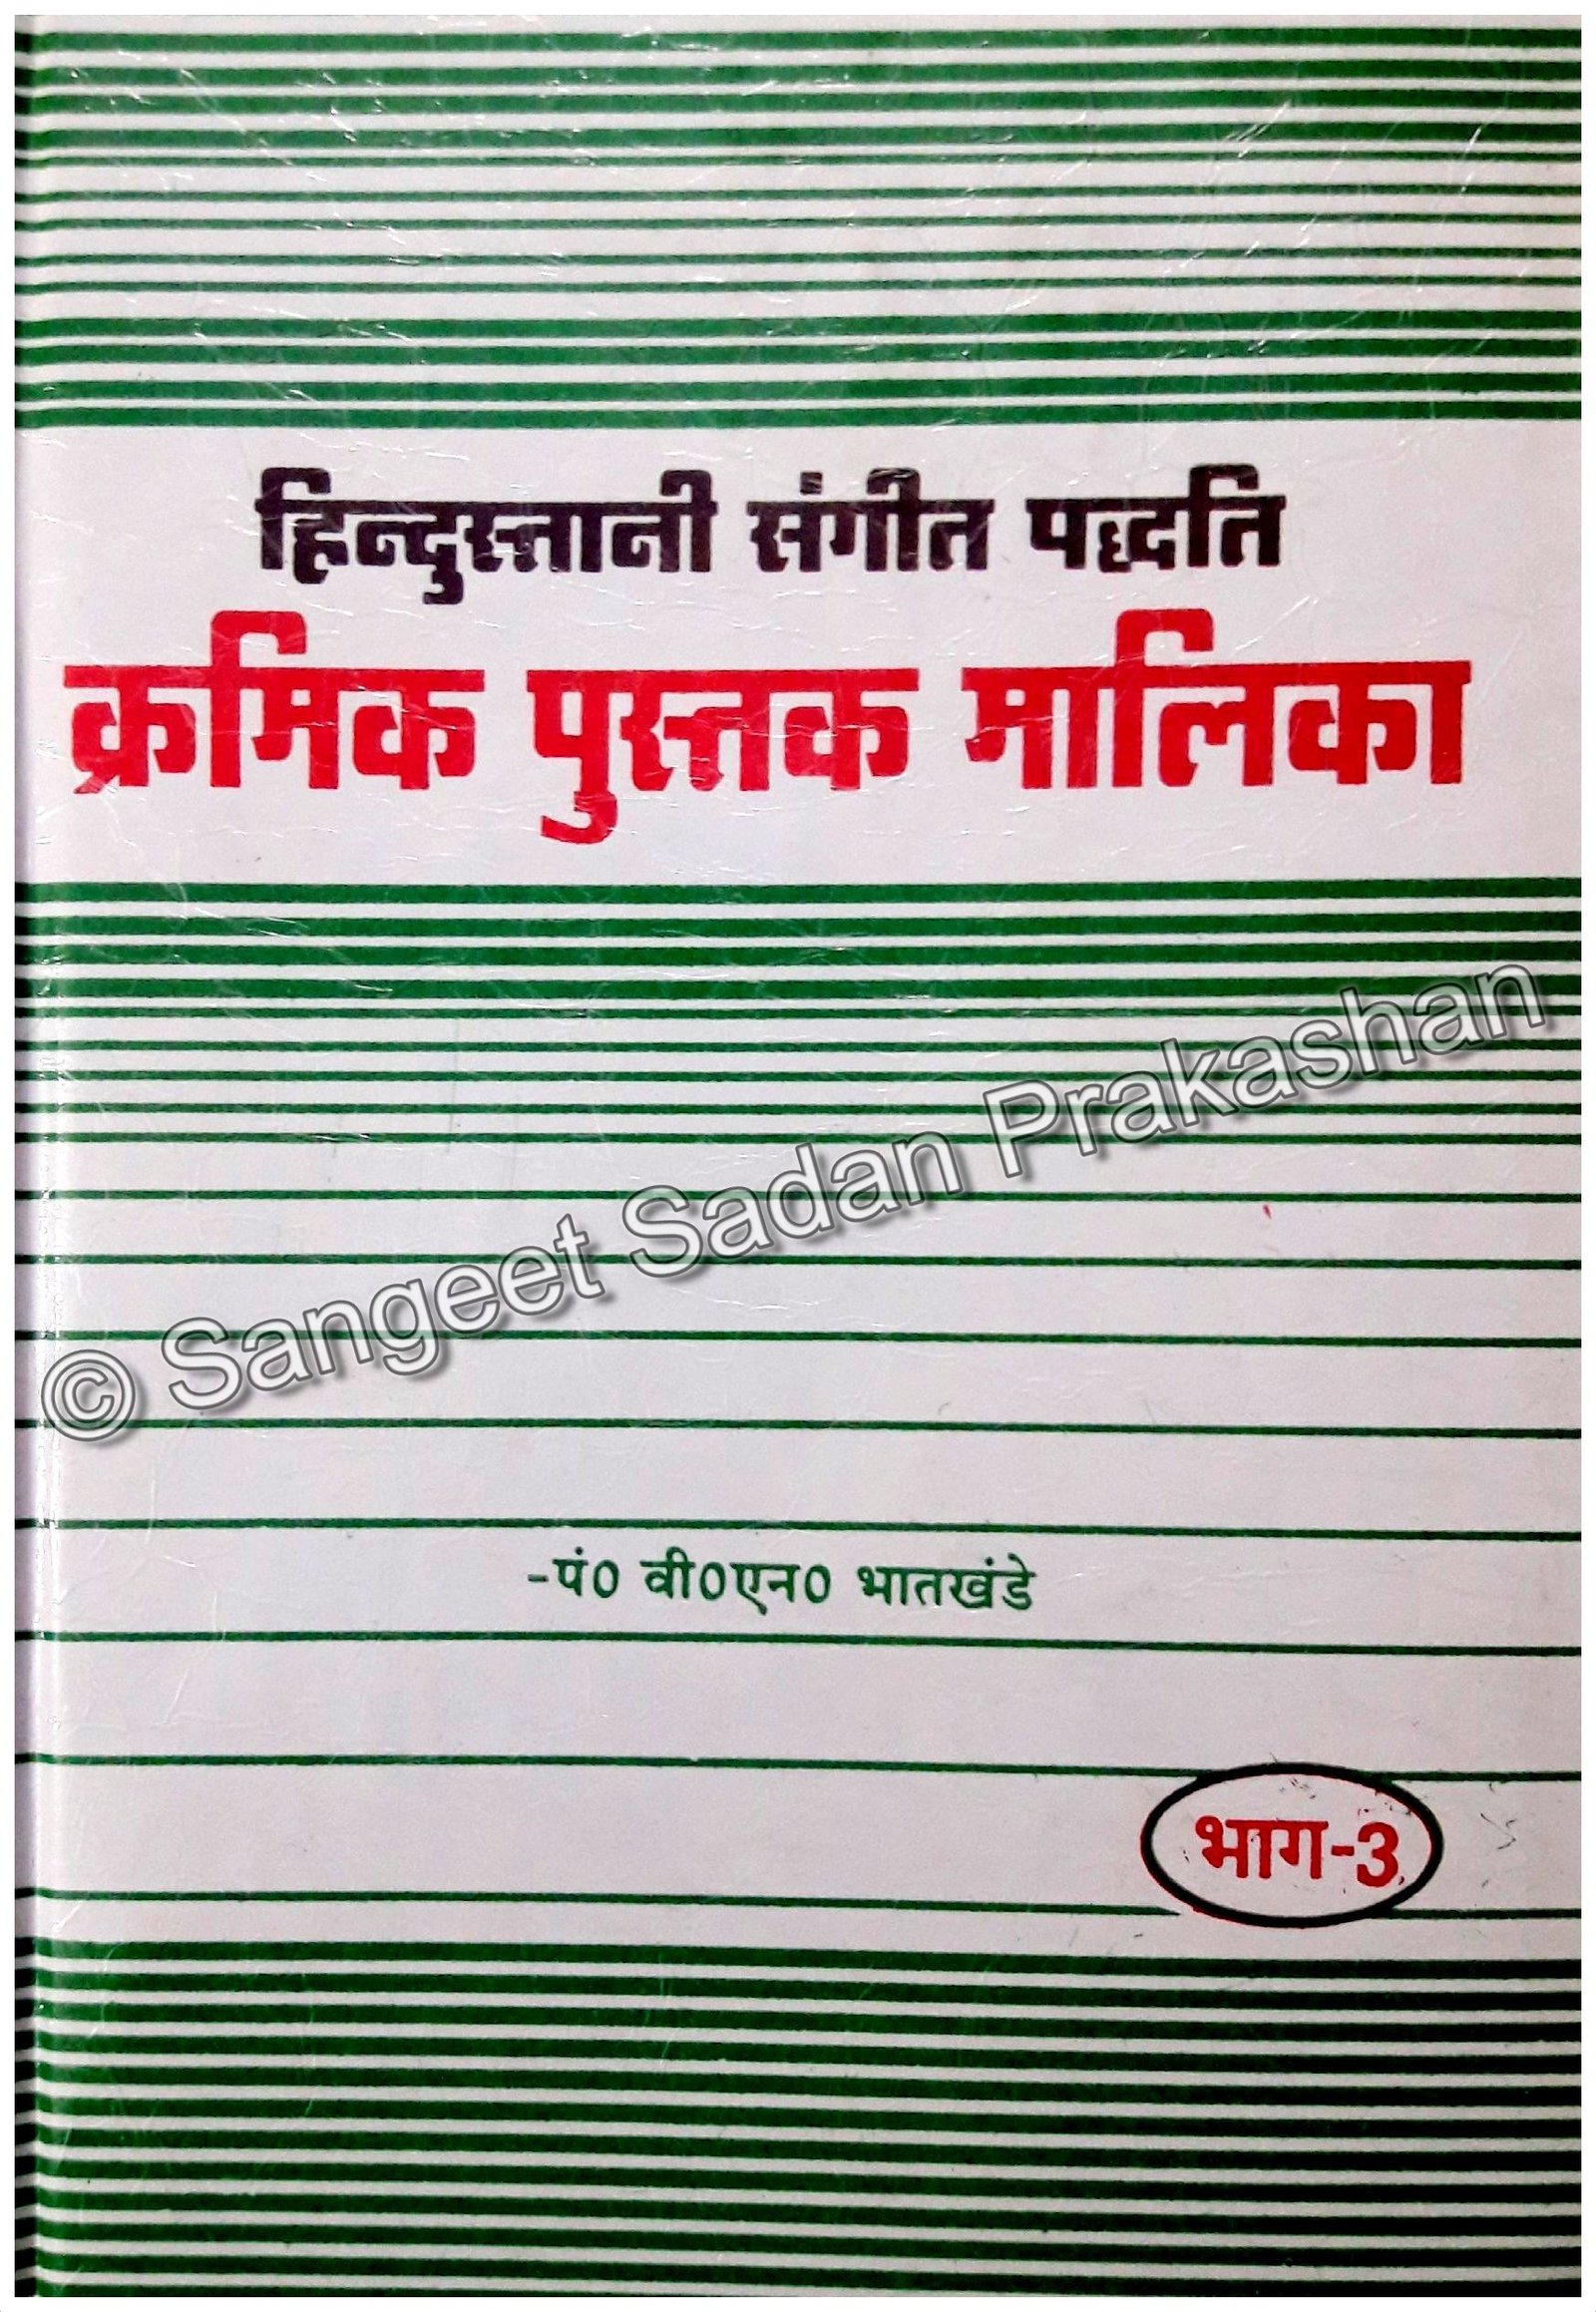 हिन्दुस्तानी संगीत पद्धति
क्रमिक पुस्तक मालिका
© Sangeet Sadan Prakashan
-पं० वी०एन० भातखंडे
भाग-3